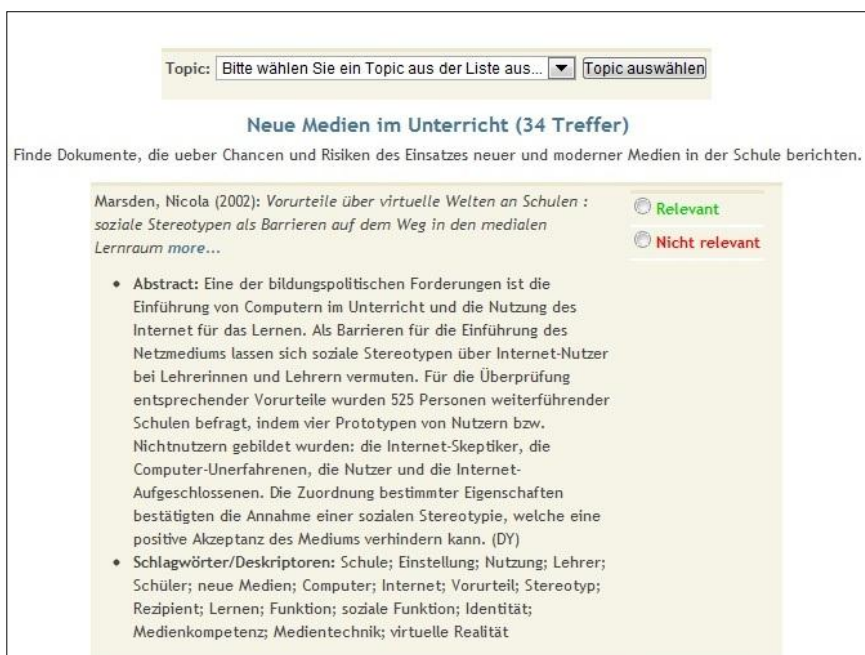 Topic: Bitte wählen Sie ein Topic aus der Liste aus... Topic auswählen
Neue Medien im Unterricht (34 Treffer)
Finde Dokumente, die ueber Chancen und Risiken des Einsatzes neuer und moderner Medien in der Schule berichten.
Marsden, Nicola (2002): Vorurteile über virtuelle Welten an Schulen :
soziale Stereotypen als Barrieren auf dem Weg in den medialen
Lernraum more...
Relevant
Nicht relevant
• Abstract: Eine der bildungspolitischen Forderungen ist die
Einführung von Computern im Unterricht und die Nutzung des
Internet für das Lernen. Als Barrieren für die Einführung des
Netzmediums lassen sich soziale Stereotypen über Internet-Nutzer
bei Lehrerinnen und Lehrern vermuten. Für die Überprüfung
entsprechender Vorurteile wurden 525 Personen weiterführender
Schulen befragt, indem vier Prototypen von Nutzern bzw.
Nichtnutzern gebildet wurden: die Internet-Skeptiker, die
Computer-Unerfahrenen, die Nutzer und die Internet-
Aufgeschlossenen. Die Zuordnung bestimmter Eigenschaften
bestätigten die Annahme einer sozialen Stereotypie, welche eine
positive Akzeptanz des Mediums verhindern kann. (DY)
• Schlagwörter/Deskriptoren: Schule; Einstellung; Nutzung; Lehrer;
Schüler; neue Medien; Computer; Internet; Vorurteil; Stereotyp;
Rezipient; Lernen; Funktion; soziale Funktion; Identität;
Medienkompetenz; Medientechnik; virtuelle Realität